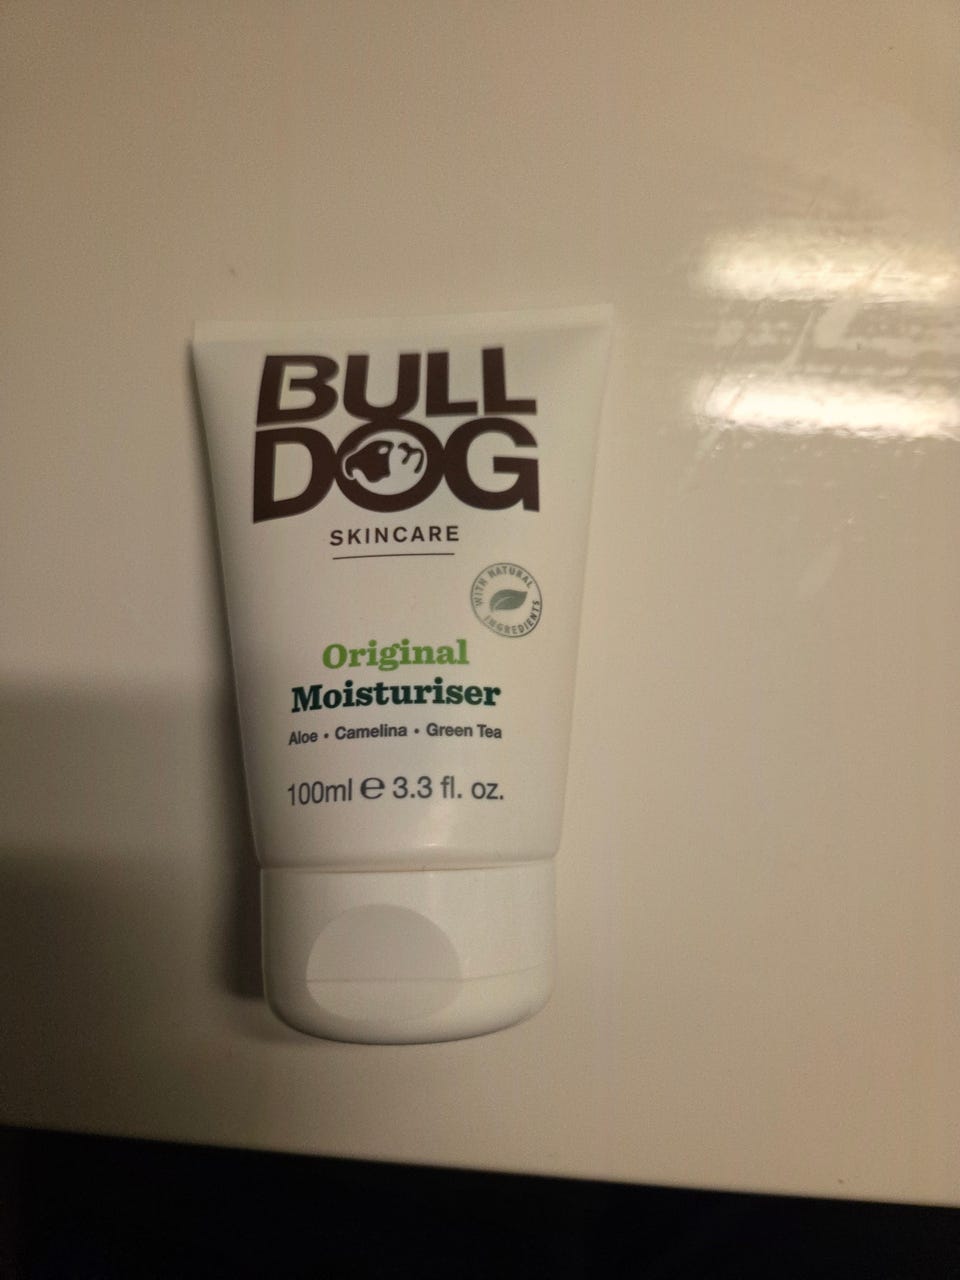 BULL
DOG
SKINCARE
WITH NATURAL
INGREDIENTS
Original
Moisturiser
Aloe • Camelina • Green Tea
100ml ℮ 3.3 fl. oz.